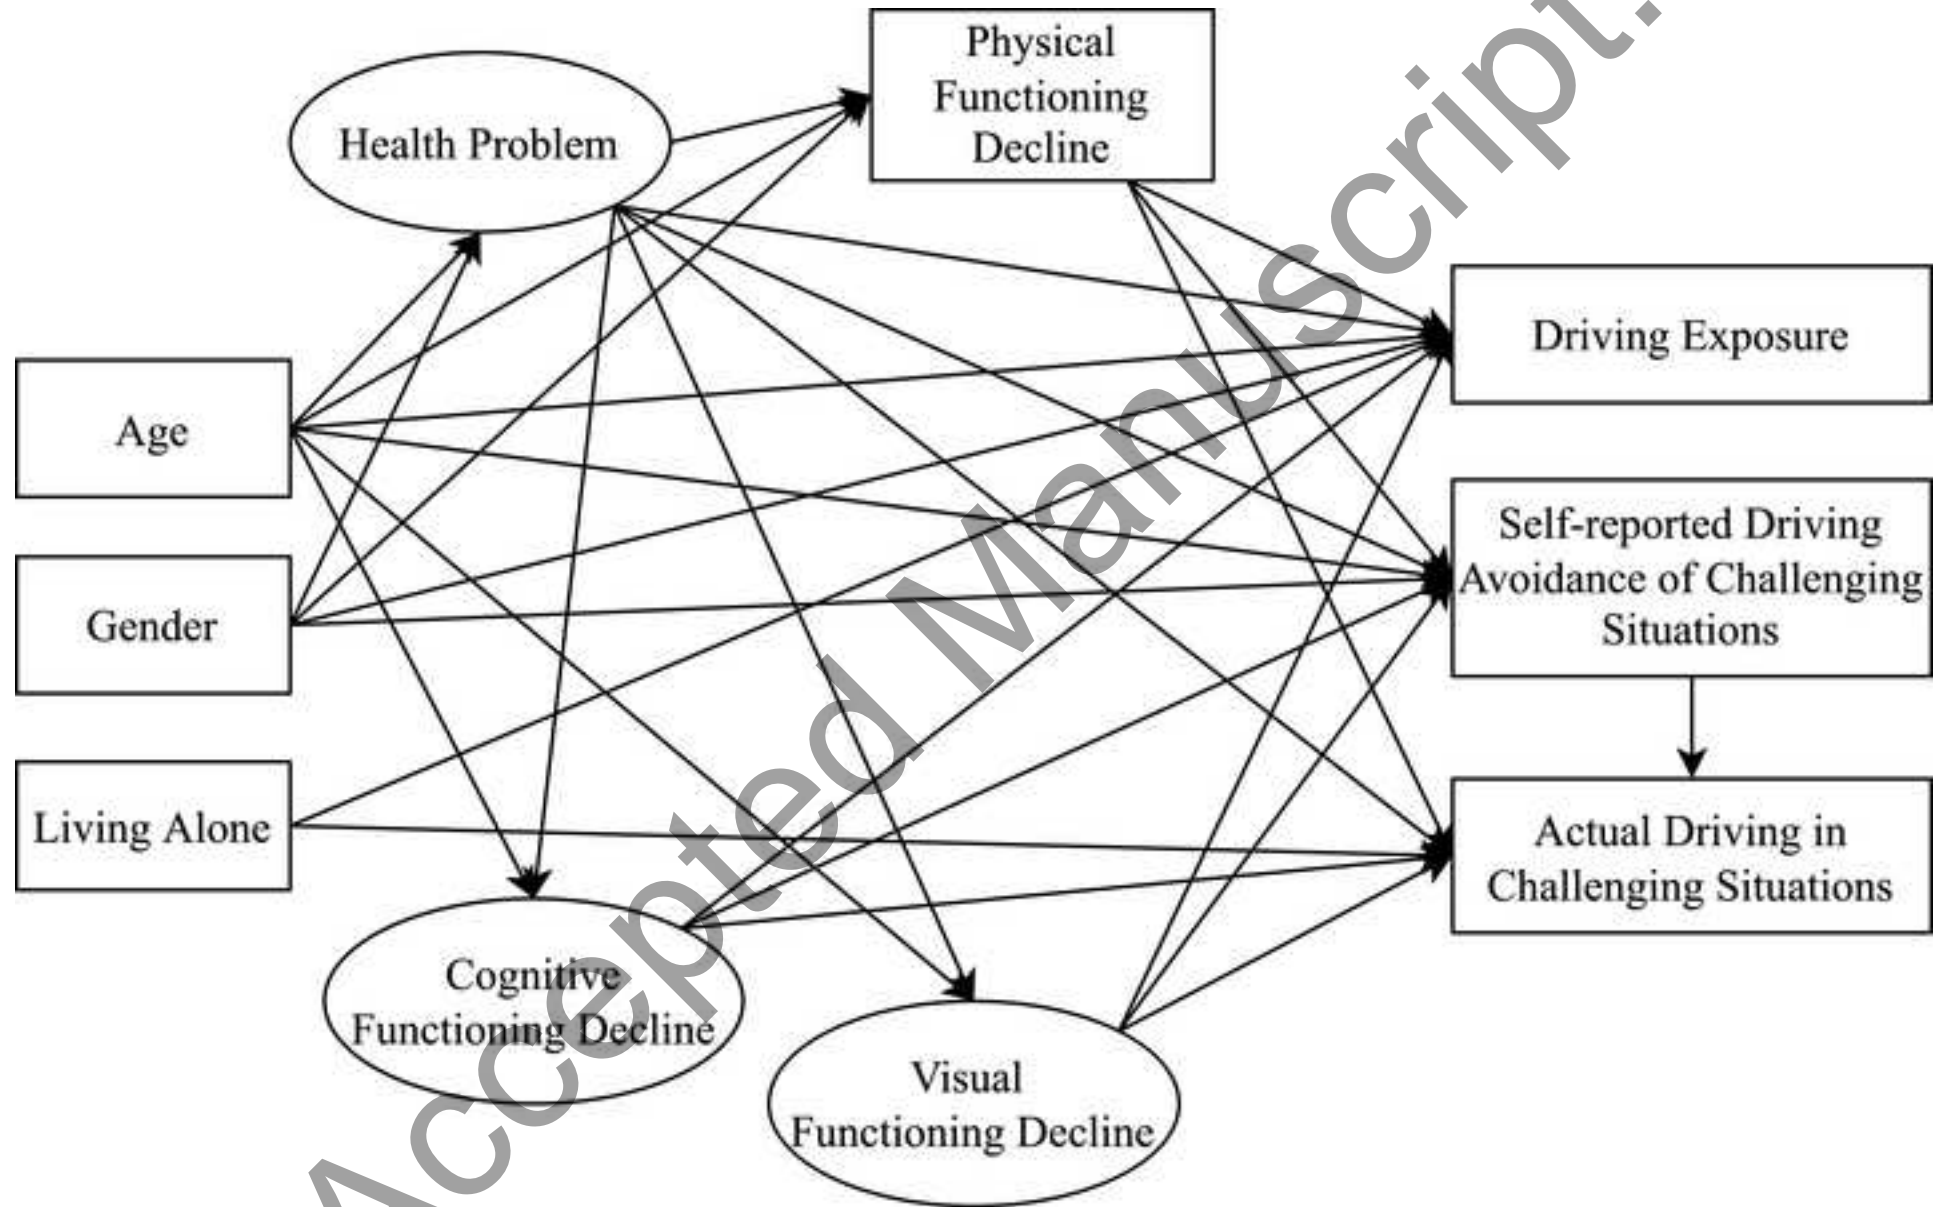 Physical
Functioning
Decline
Health Problem
Driving Exposure
Age
Self-reported Driving
Avoidance of Challenging
Situations
Gender
Living Alone
Actual Driving in
Challenging Situations
Cognitive
Functioning Decline
Visual
Functioning Decline
Accepted Manuscript.